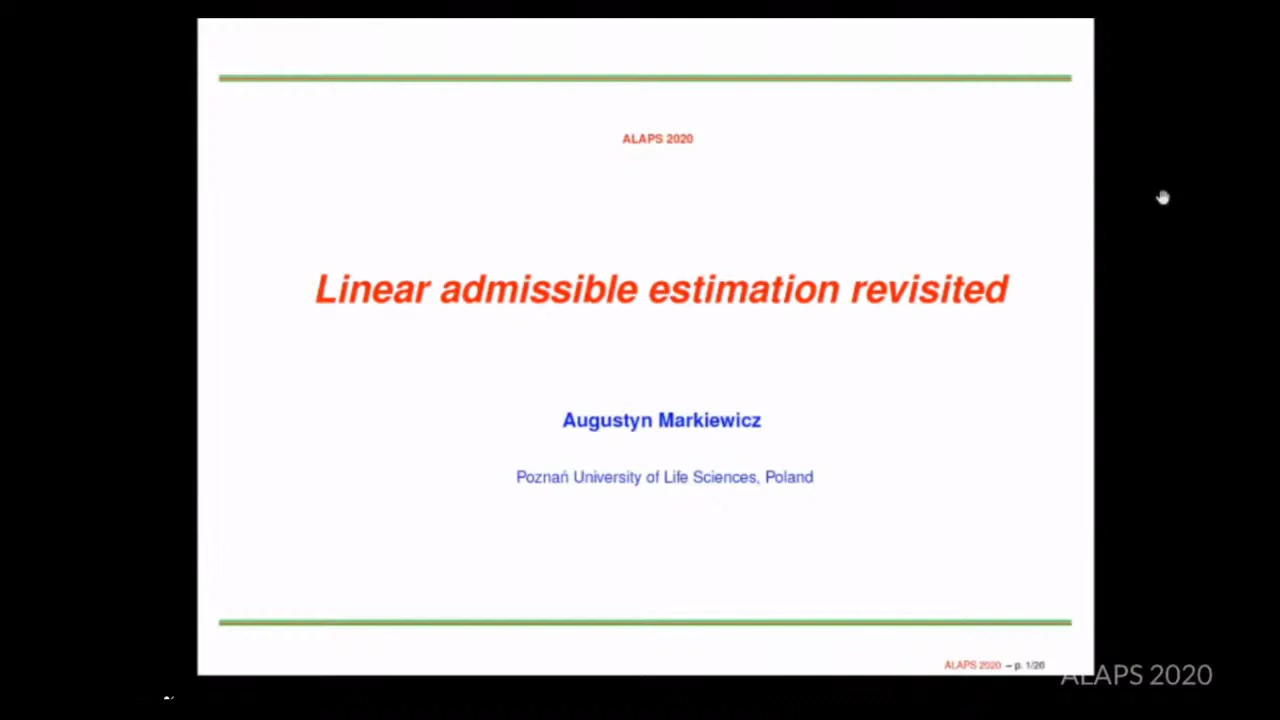 ALAPS 2020
Linear admissible estimation revisited
Augustyn Markiewicz
Poznań University of Life Sciences, Poland
ALAPS 2020 – p. 1/20
ALAPS 2020